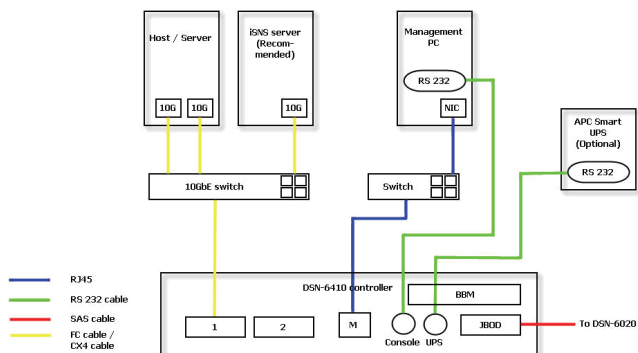 Host / Server
10G
10G
iSNS server
(Recom-
mended)
10G
Management
PC
RS 232
NIC
APC Smart
UPS
(Optional)
RS 232
10GbE switch
Switch
RJ45
RS 232 cable
SAS cable
FC cable /
CX4 cable
DSN-6410 controller
BBM
1
2
M
Console
UPS
JBOD
To DSN-6020